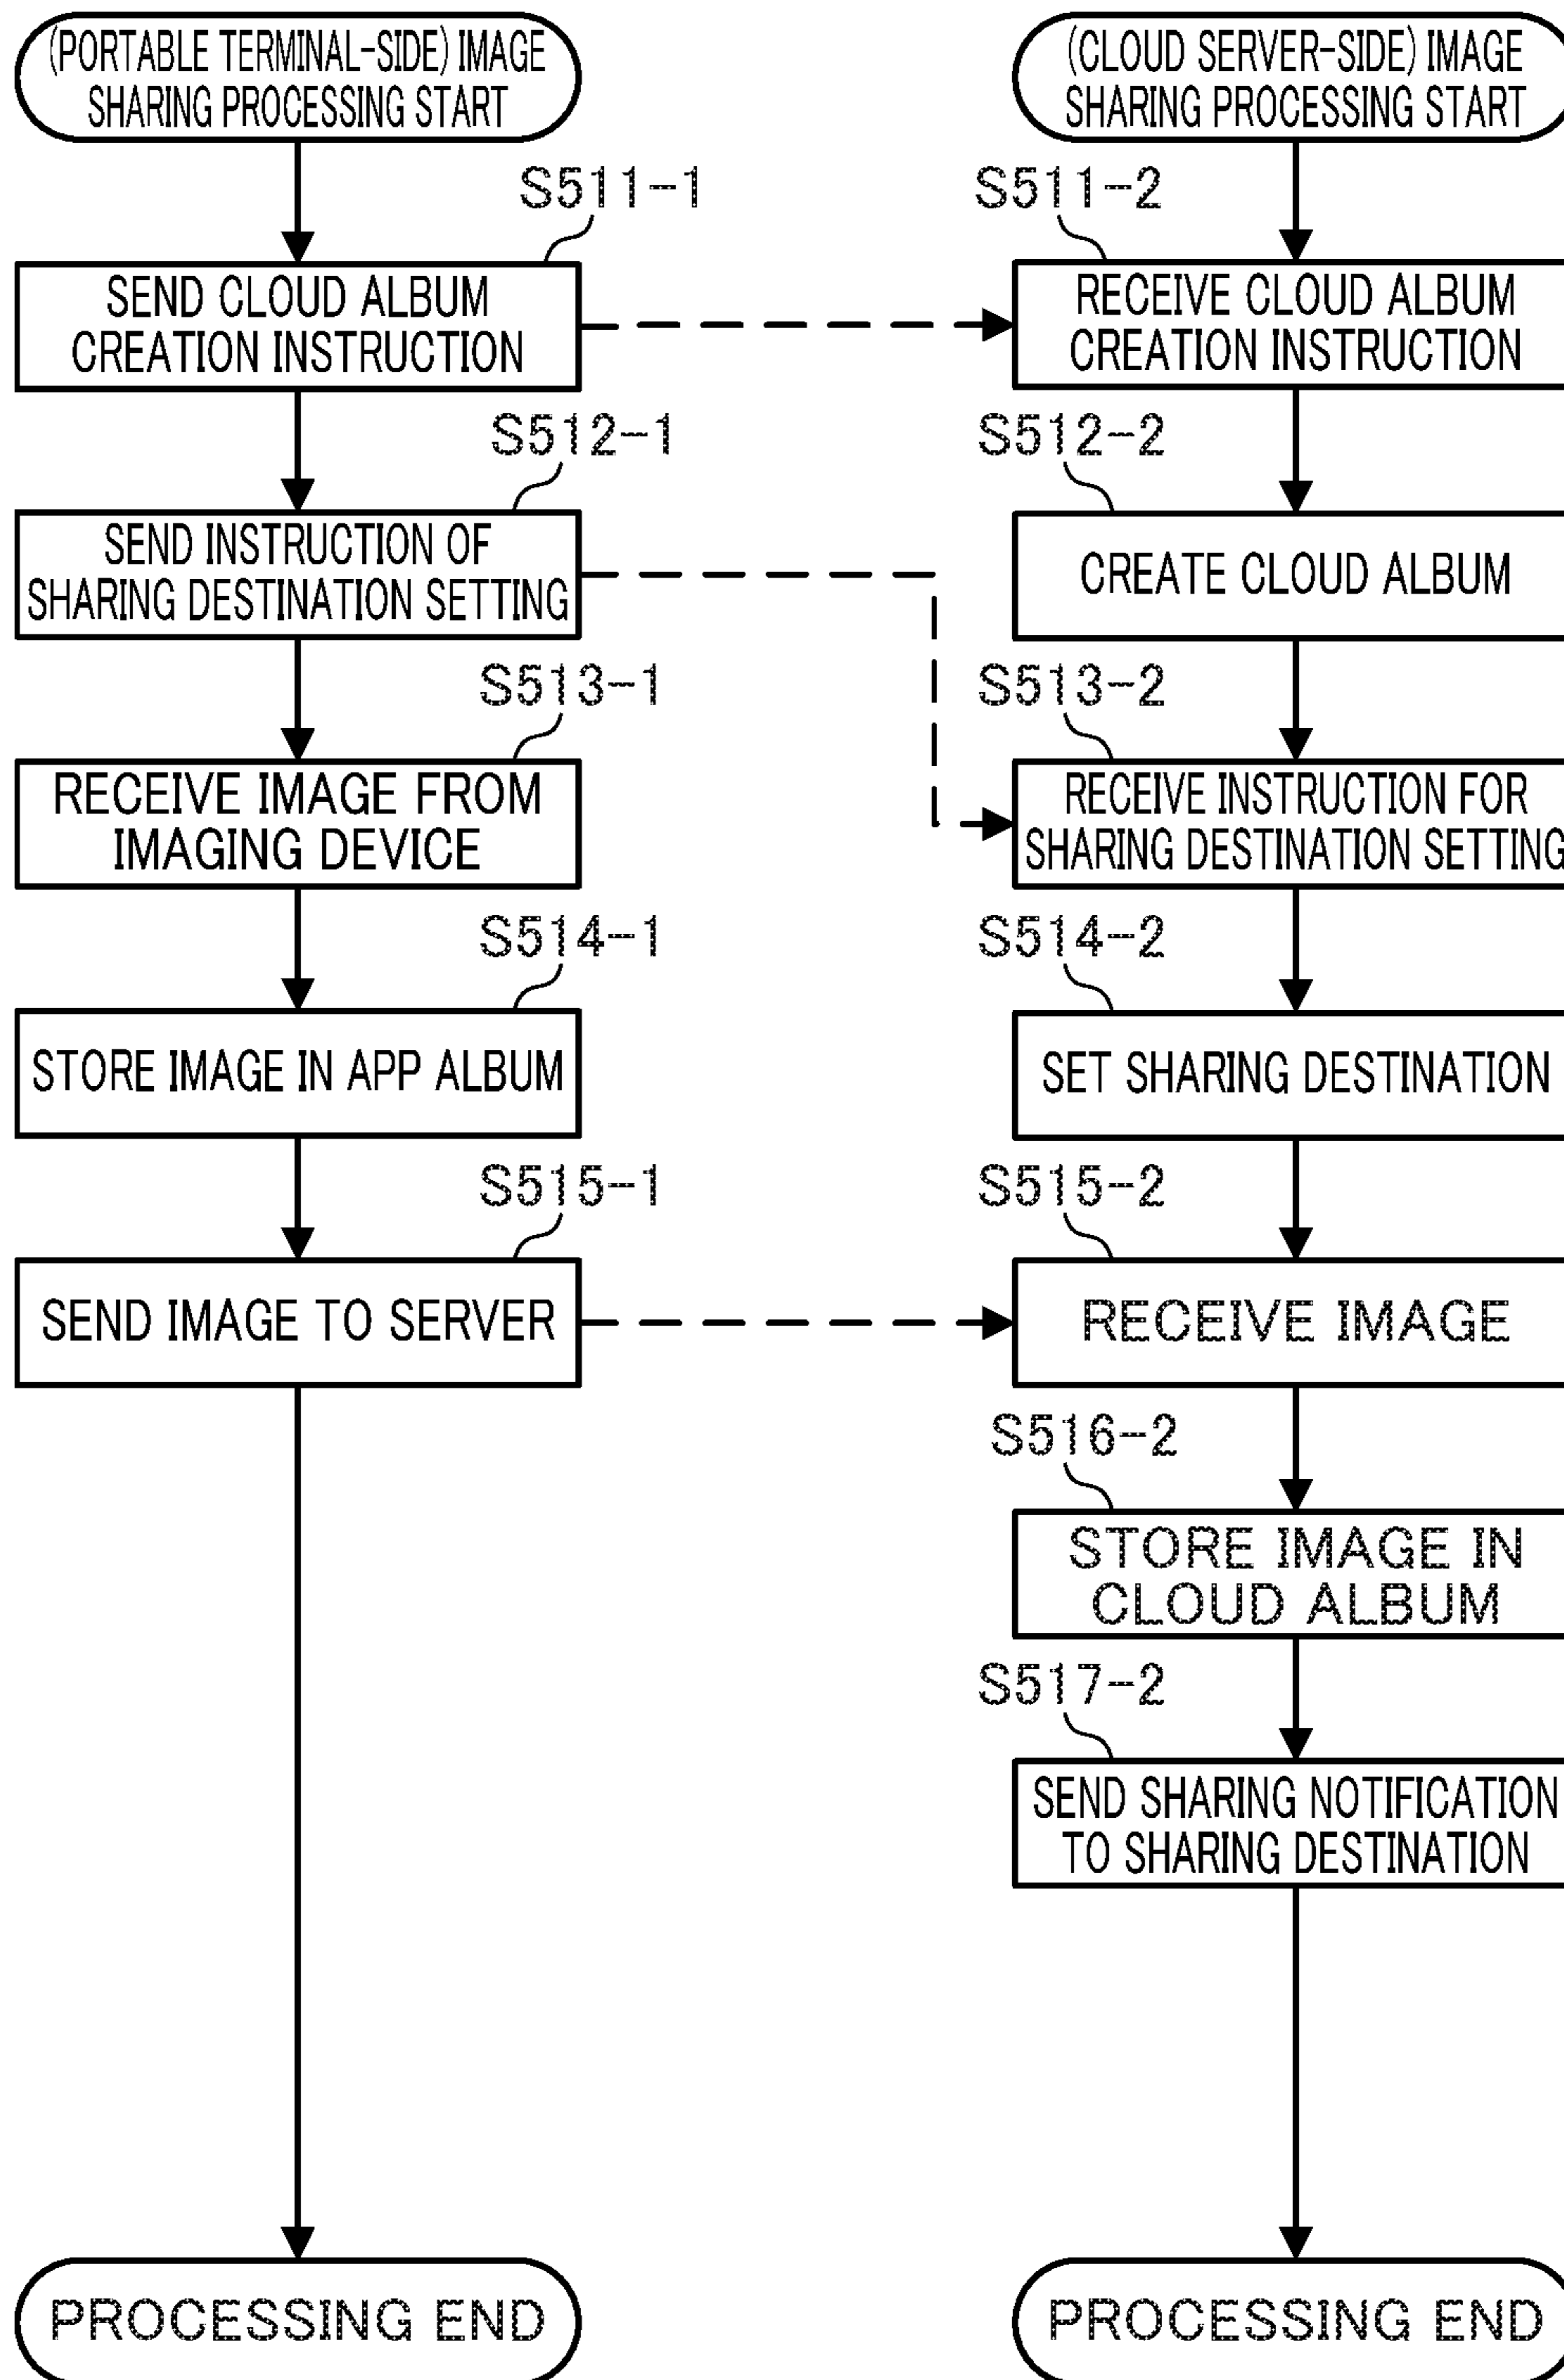 (PORTABLE TERMINAL-SIDE) IMAGE
SHARING PROCESSING START
S511-1
SEND CLOUD ALBUM
CREATION INSTRUCTION
S512-1
SEND INSTRUCTION OF
SHARING DESTINATION SETTING
S513-1
RECEIVE IMAGE FROM
IMAGING DEVICE
S514-1
STORE IMAGE IN APP ALBUM
S515-1
SEND IMAGE TO SERVER
PROCESSING END
(CLOUD SERVER-SIDE) IMAGE
SHARING PROCESSING START
S511-2
RECEIVE CLOUD ALBUM
CREATION INSTRUCTION
S512-2
CREATE CLOUD ALBUM
S513-2
RECEIVE INSTRUCTION FOR
SHARING DESTINATION SETTING
S514-2
SET SHARING DESTINATION
S515-2
RECEIVE IMAGE
S516-2
STORE IMAGE IN
CLOUD ALBUM
S517-2
SEND SHARING NOTIFICATION
TO SHARING DESTINATION
PROCESSING END